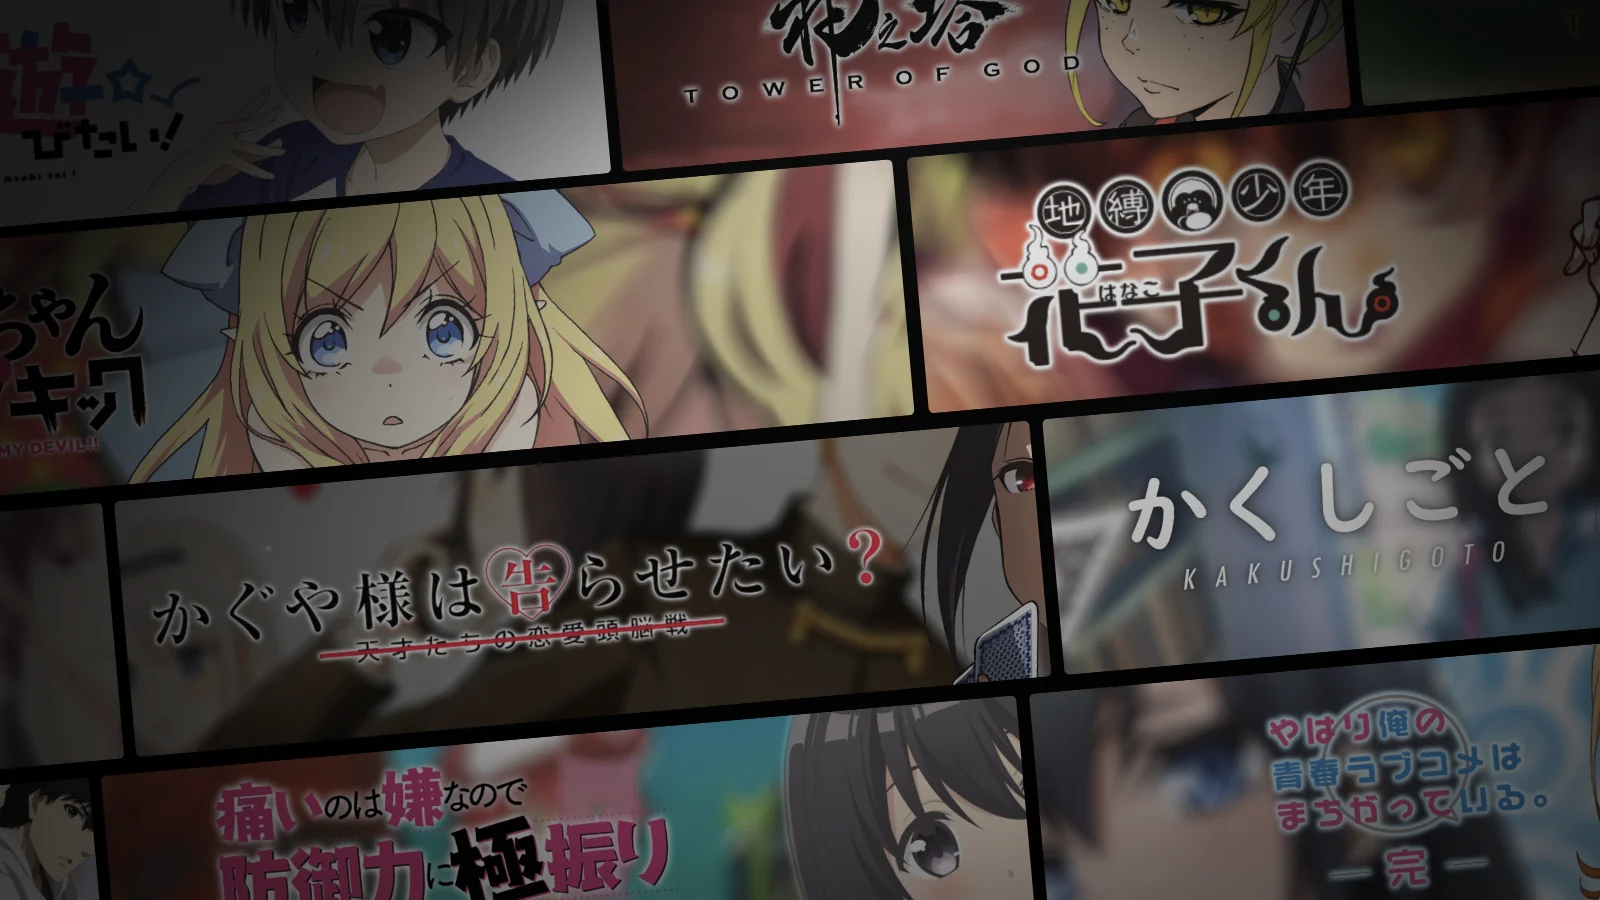 遊
びたい!
Asobi tai !
神之塔
TOWER OF GOD
ちゃん
キック
MY DEVIL!!
地縛少年
花子くん
はなこ
かぐや様は告らせたい?
天才たちの恋愛頭脳戦
かくしごと
KAKUSHIGOTO
痛いのは嫌なので
防御力に極振り
やはり俺の
青春ラブコメは
まちがっている。
完